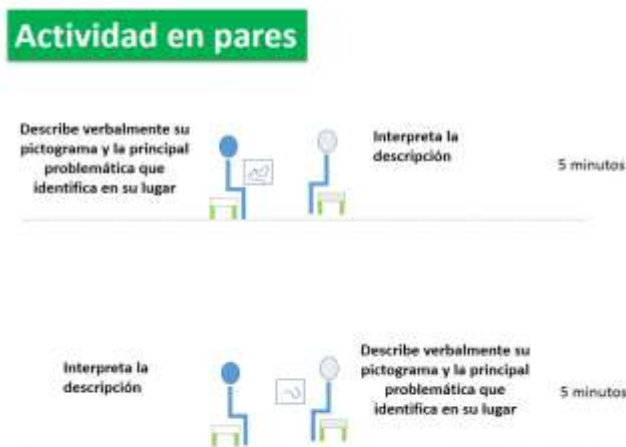 Actividad en pares
Describe verbalmente su
pictograma y la principal
problemática que
identifica en su lugar
Interpreta la
descripción
5 minutos
Interpreta la
descripción
Describe verbalmente su
pictograma y la principal
problemática que
identifica en su lugar
5 minutos